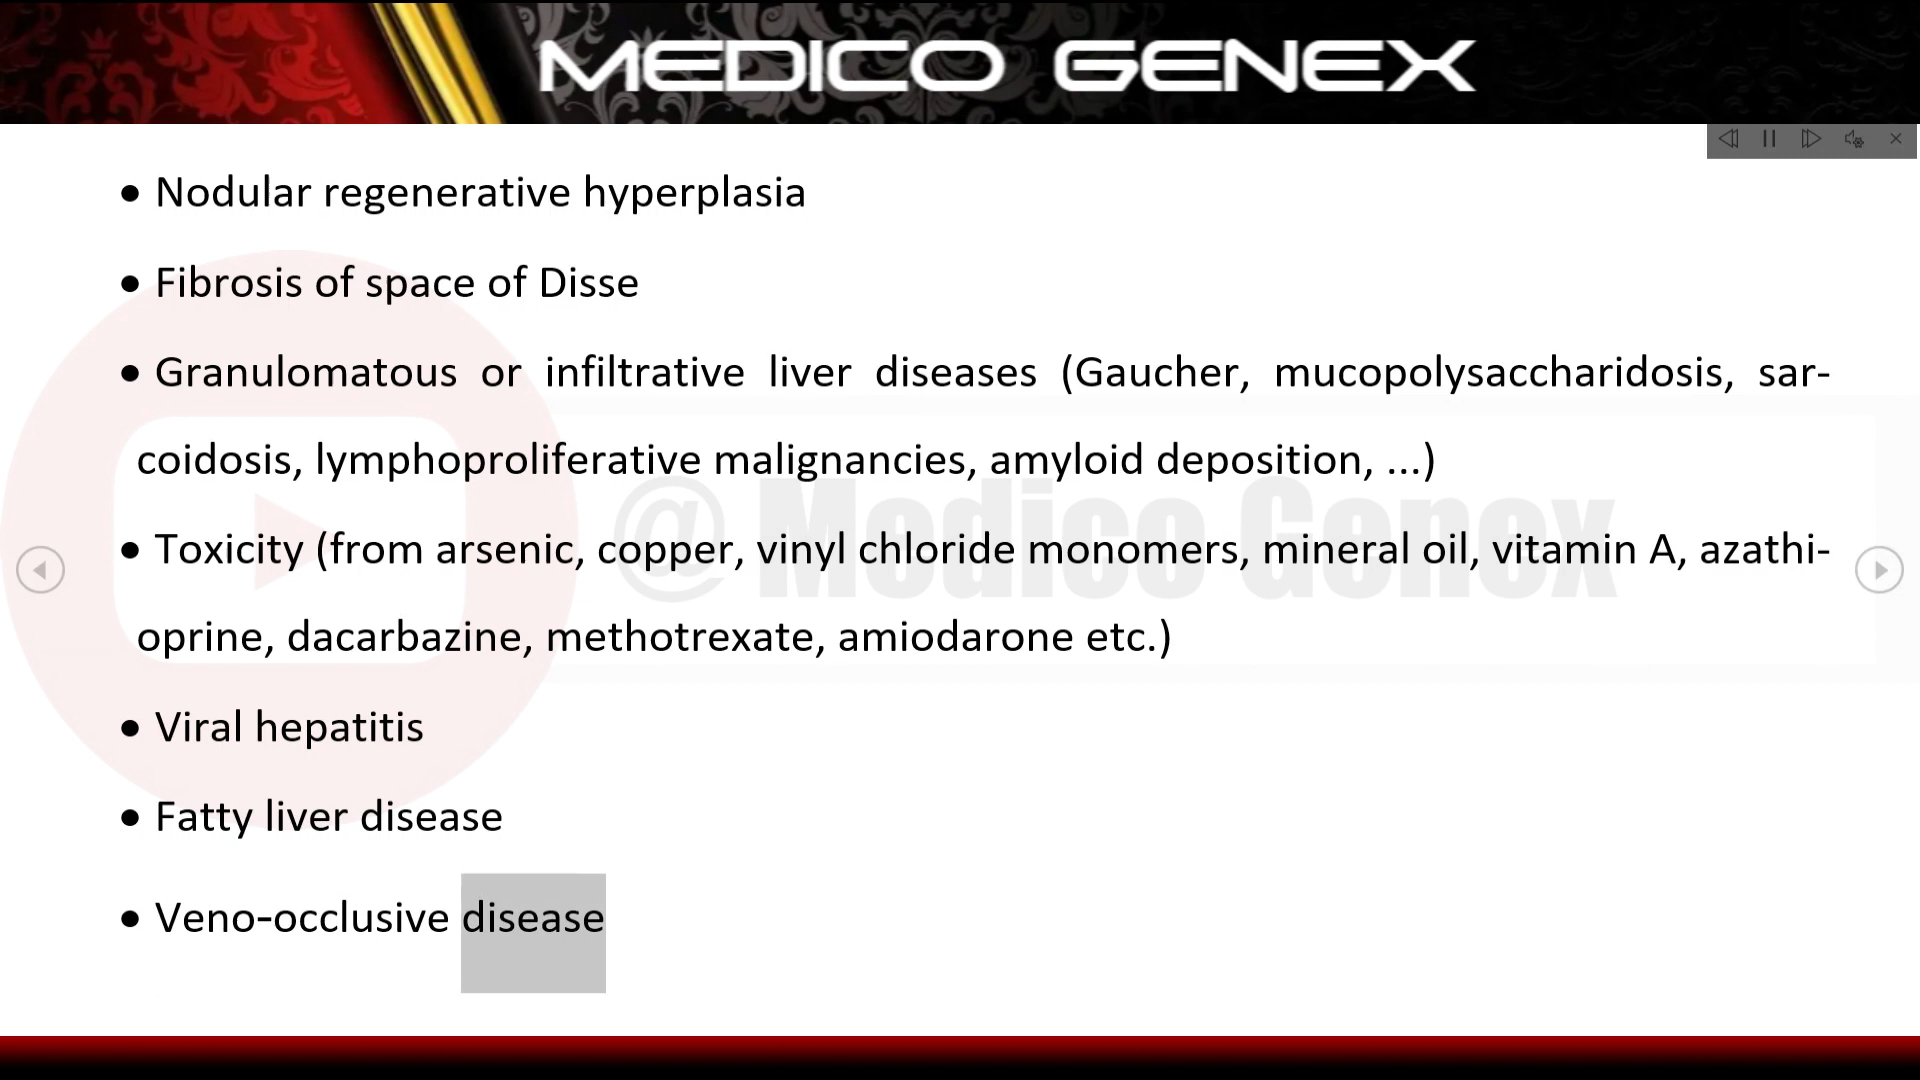 MEDICO GENEX
• Nodular regenerative hyperplasia
• Fibrosis of space of Disse
• Granulomatous or infiltrative liver diseases (Gaucher, mucopolysaccharidosis, sar-
coidosis, lymphoproliferative malignancies, amyloid deposition, ...)
@ Medico Genex
• Toxicity (from arsenic, copper, vinyl chloride monomers, mineral oil, vitamin A, azathi-
oprine, dacarbazine, methotrexate, amiodarone etc.)
• Viral hepatitis
• Fatty liver disease
• Veno-occlusive disease